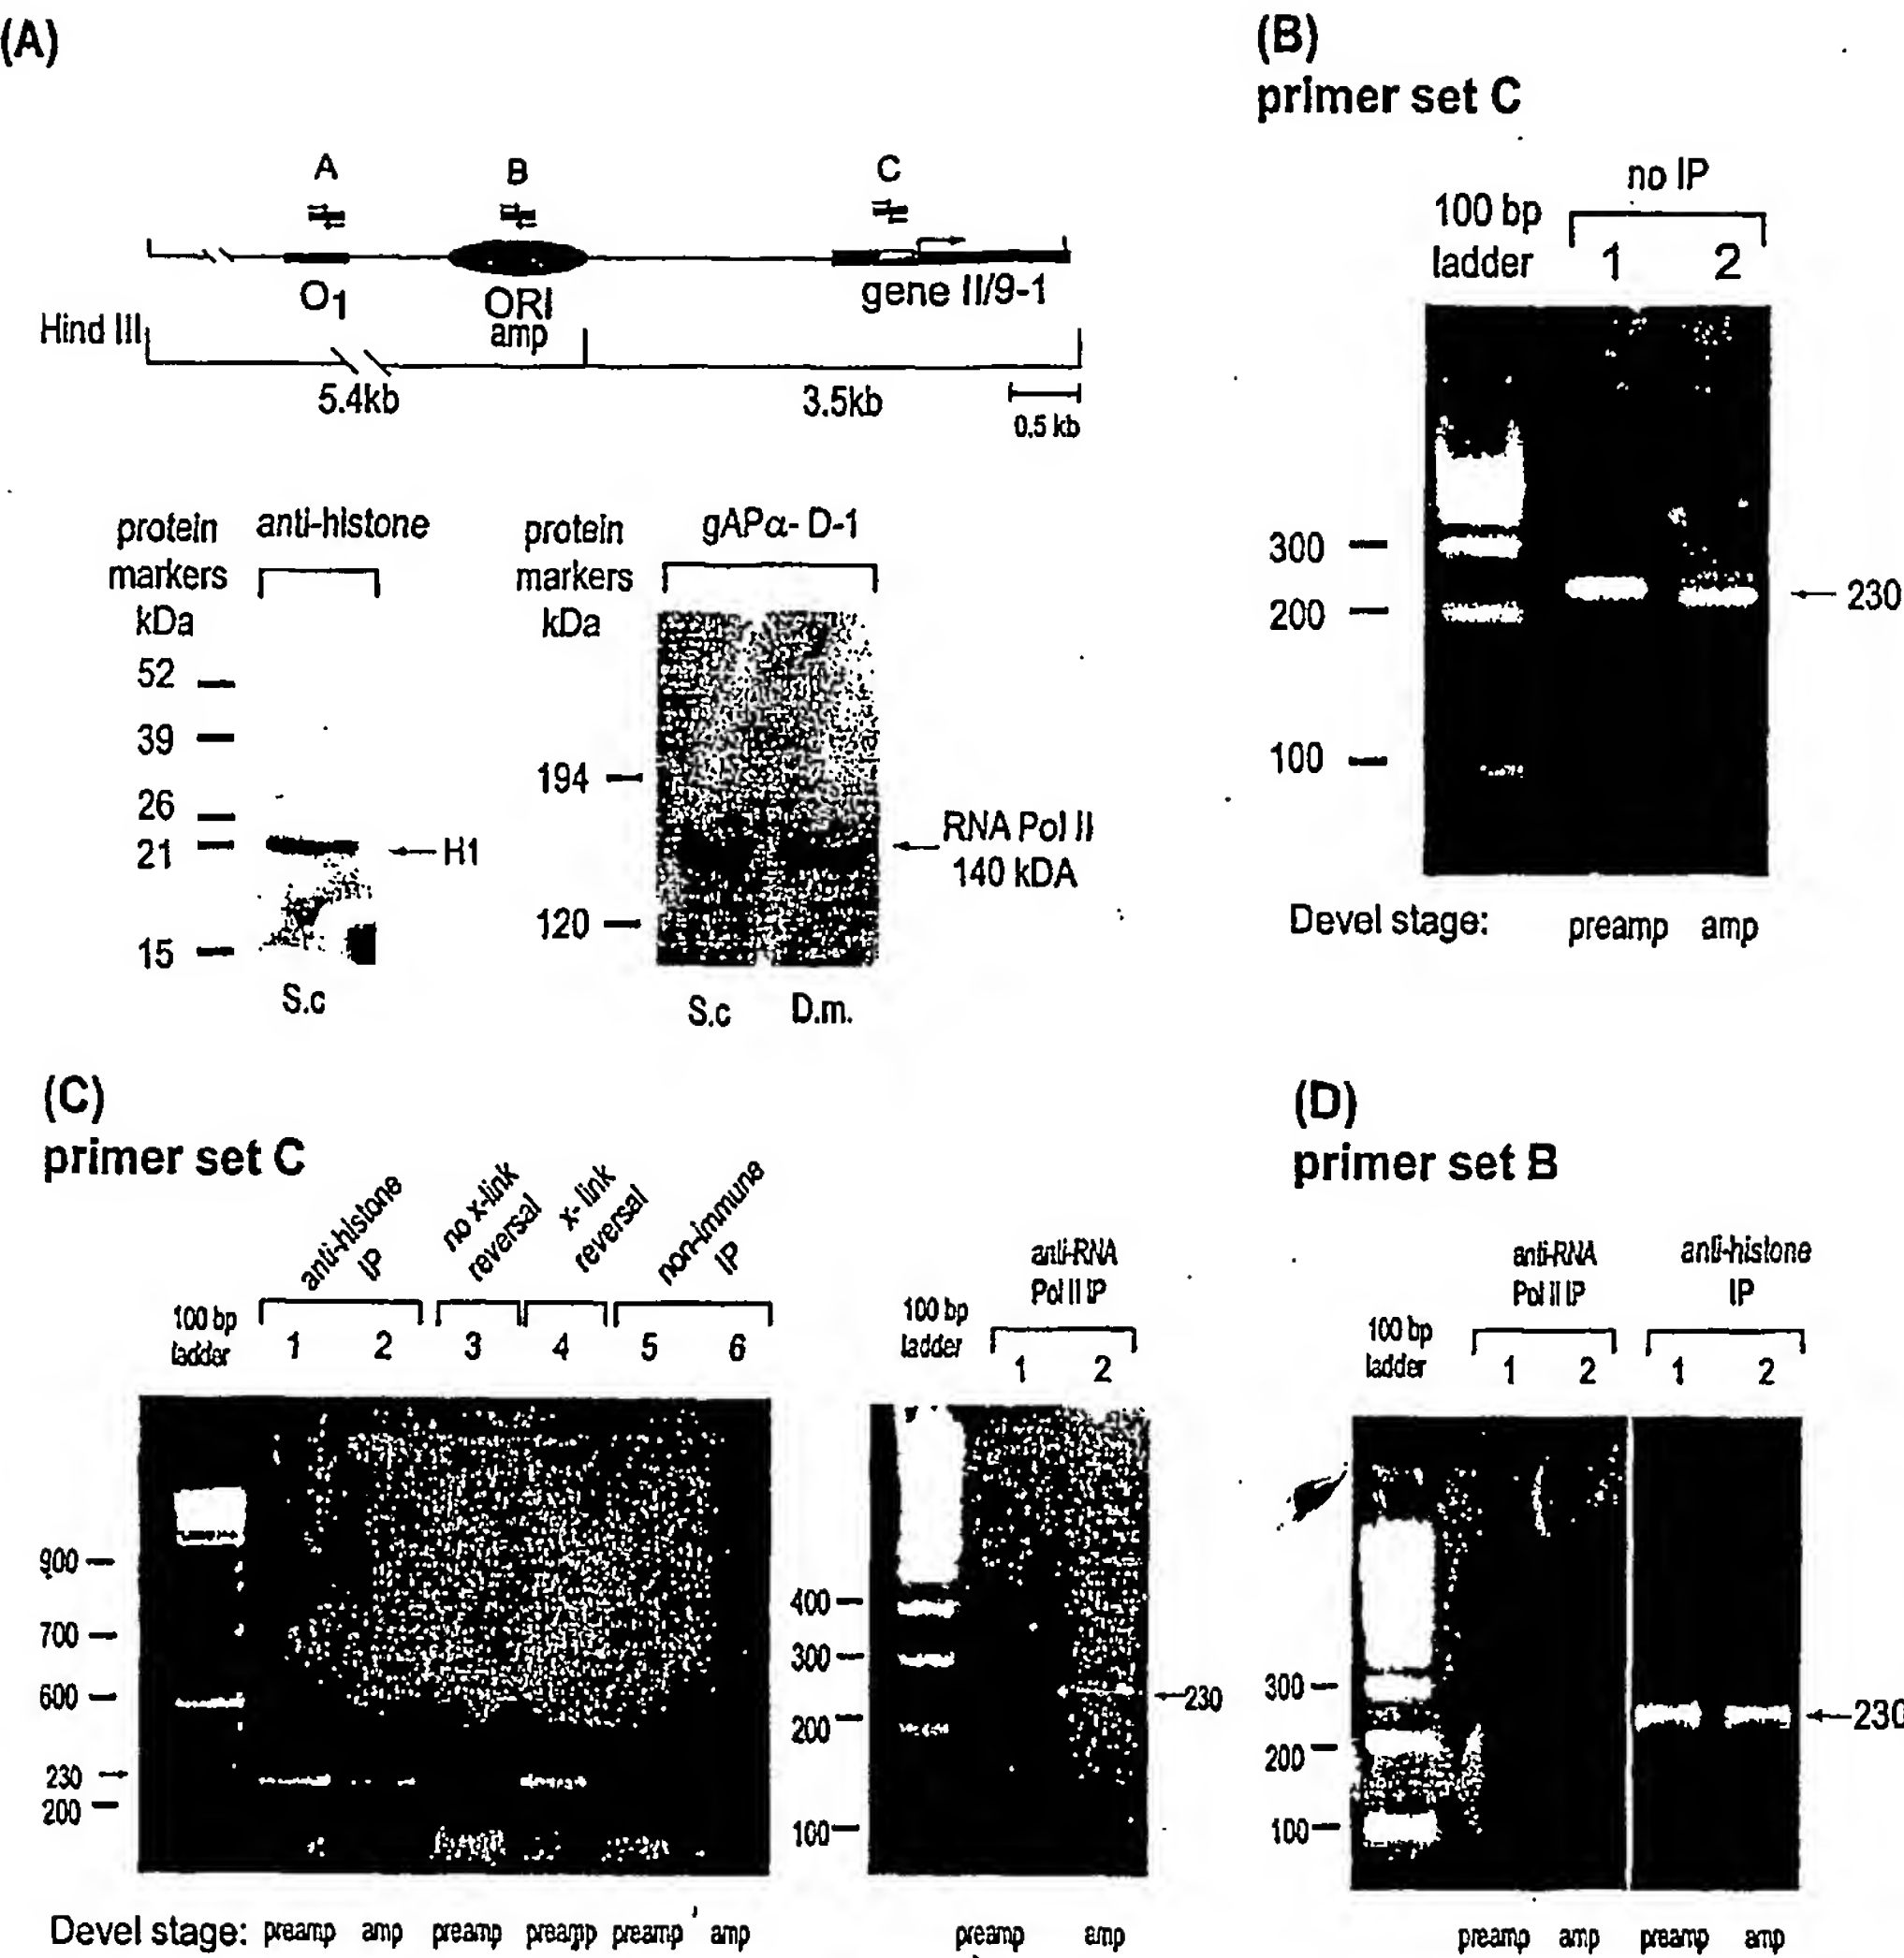 (A)
A B C
O1 ORI amp gene II/9-1
Hind III
5.4kb 3.5kb
0.5 kb
protein markers kDa
anti-histone
52
39
26
21
15
H1
S.c
protein markers kDa
gAPα- D-1
194
120
RNA Pol II
140 kDA
S.c D.m.
(B)
primer set C
no IP
100 bp ladder 1 2
300
200
100
230
Devel stage: preamp amp
(C)
primer set C
anti-histone IP
no x-link reversal
x- link reversal
non-immune IP
100 bp ladder 1 2 3 4 5 6
900
700
600
230
200
Devel stage: preamp amp preamp preamp preamp amp
anti-RNA Pol II IP
100 bp ladder 1 2
400
300
200
100
230
preamp amp
(D)
primer set B
anti-RNA Pol II IP
anti-histone IP
100 bp ladder 1 2 1 2
300
200
100
230
preamp amp preamp amp